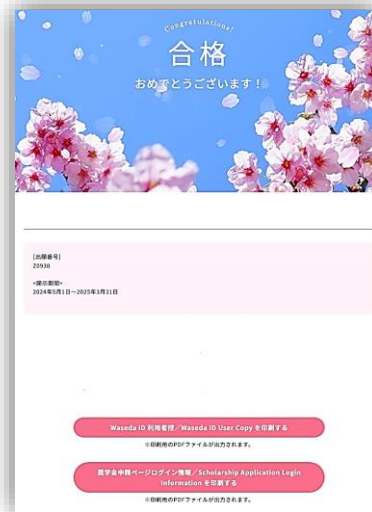 Congratulations!
合格
おめでとうございます！
[出願番号]
Z0930
<開示期間>
2024年5月1日～2025年3月31日
Waseda ID 利用者控／Waseda ID User Copy を印刷する
※印刷用のPDFファイルが出力されます。
奨学金申請ページログイン情報／Scholarship Application Login
Information を印刷する
※印刷用のPDFファイルが出力されます。